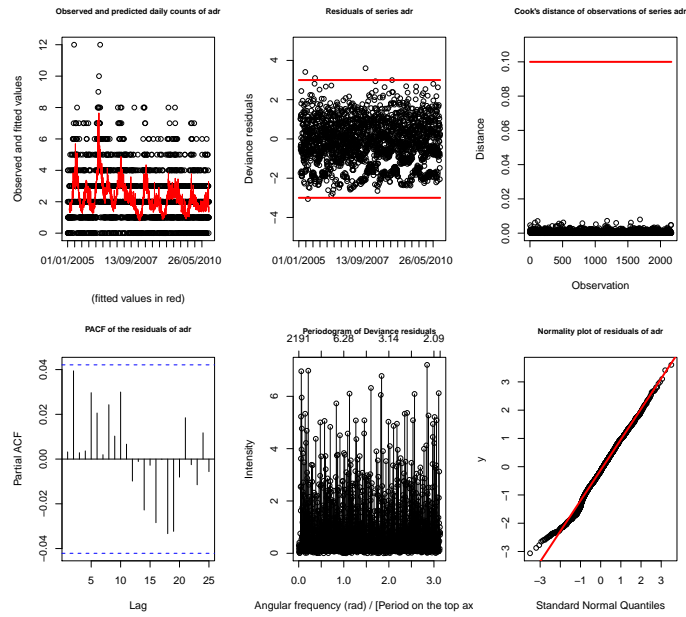 Observed and predicted daily counts of adr
Observed and fitted values
12
10
8
6
4
2
0
01/01/2005 13/09/2007 26/05/2010
(fitted values in red)
Residuals of series adr
Deviance residuals
4
2
0
−2
−4
01/01/2005 13/09/2007 26/05/2010
Cook's distance of observations of series adr
Distance
0.10
0.08
0.06
0.04
0.02
0.00
0 500 1000 1500 2000
Observation
PACF of the residuals of adr
Partial ACF
0.04
0.02
0.00
−0.02
−0.04
5 10 15 20 25
Lag
Periodogram of Deviance residuals
2191 6.28 3.14 2.09
Intensity
6
4
2
0
0.0 1.0 2.0 3.0
Angular frequency (rad) / [Period on the top ax
Normality plot of residuals of adr
y
3
2
1
0
−1
−2
−3
−3 −2 −1 0 1 2 3
Standard Normal Quantiles